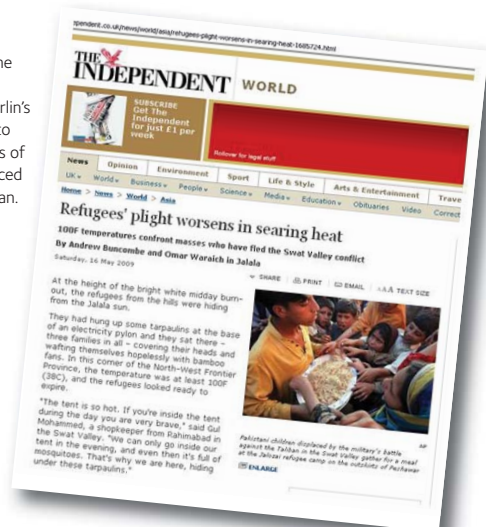 ne
rlin's
to
s of
ced
an.
spendent.co.uk/news/world/asia/refugees-plight-worsens-in-searing-heat-1685724.html
THE
INDEPENDENT WORLD
SUBSCRIBE
Get The
Independent
for just £1 per
week
Rollover for legal stuff
News Opinion Environment Sport Life & Style Arts & Entertainment Trave
UK World Business People Science Media Education Obituaries Video Correct
Home > News > World > Asia
Refugees' plight worsens in searing heat
100F temperatures confront masses who have fled the Swat Valley conflict
By Andrew Buncombe and Omar Waraich in Jalala
Saturday, 16 May 2009
SHARE PRINT EMAIL AAA TEXT SIZE
At the height of the bright white midday burn-
out, the refugees from the hills were hiding
from the Jalala sun.
They had hung up some tarpaulins at the base
of an electricity pylon and they sat there –
three families in all – covering their heads and
wafting themselves hopelessly with bamboo
fans. In this corner of the North-West Frontier
Province, the temperature was at least 100F
(38C), and the refugees looked ready to
expire.
"The tent is so hot. If you're inside the tent
during the day you are very brave," said Gul
Mohammed, a shopkeeper from Rahimabad in
the Swat Valley. "We can only go inside our
tent in the evening, and even then it's full of
mosquitoes. That's why we are here, hiding
under these tarpaulins."
AP
Pakistani children displaced by the military's battle
against the Taliban in the Swat Valley gather for a meal
at the Jalozai refugee camp on the outskirts of Peshawar
ENLARGE